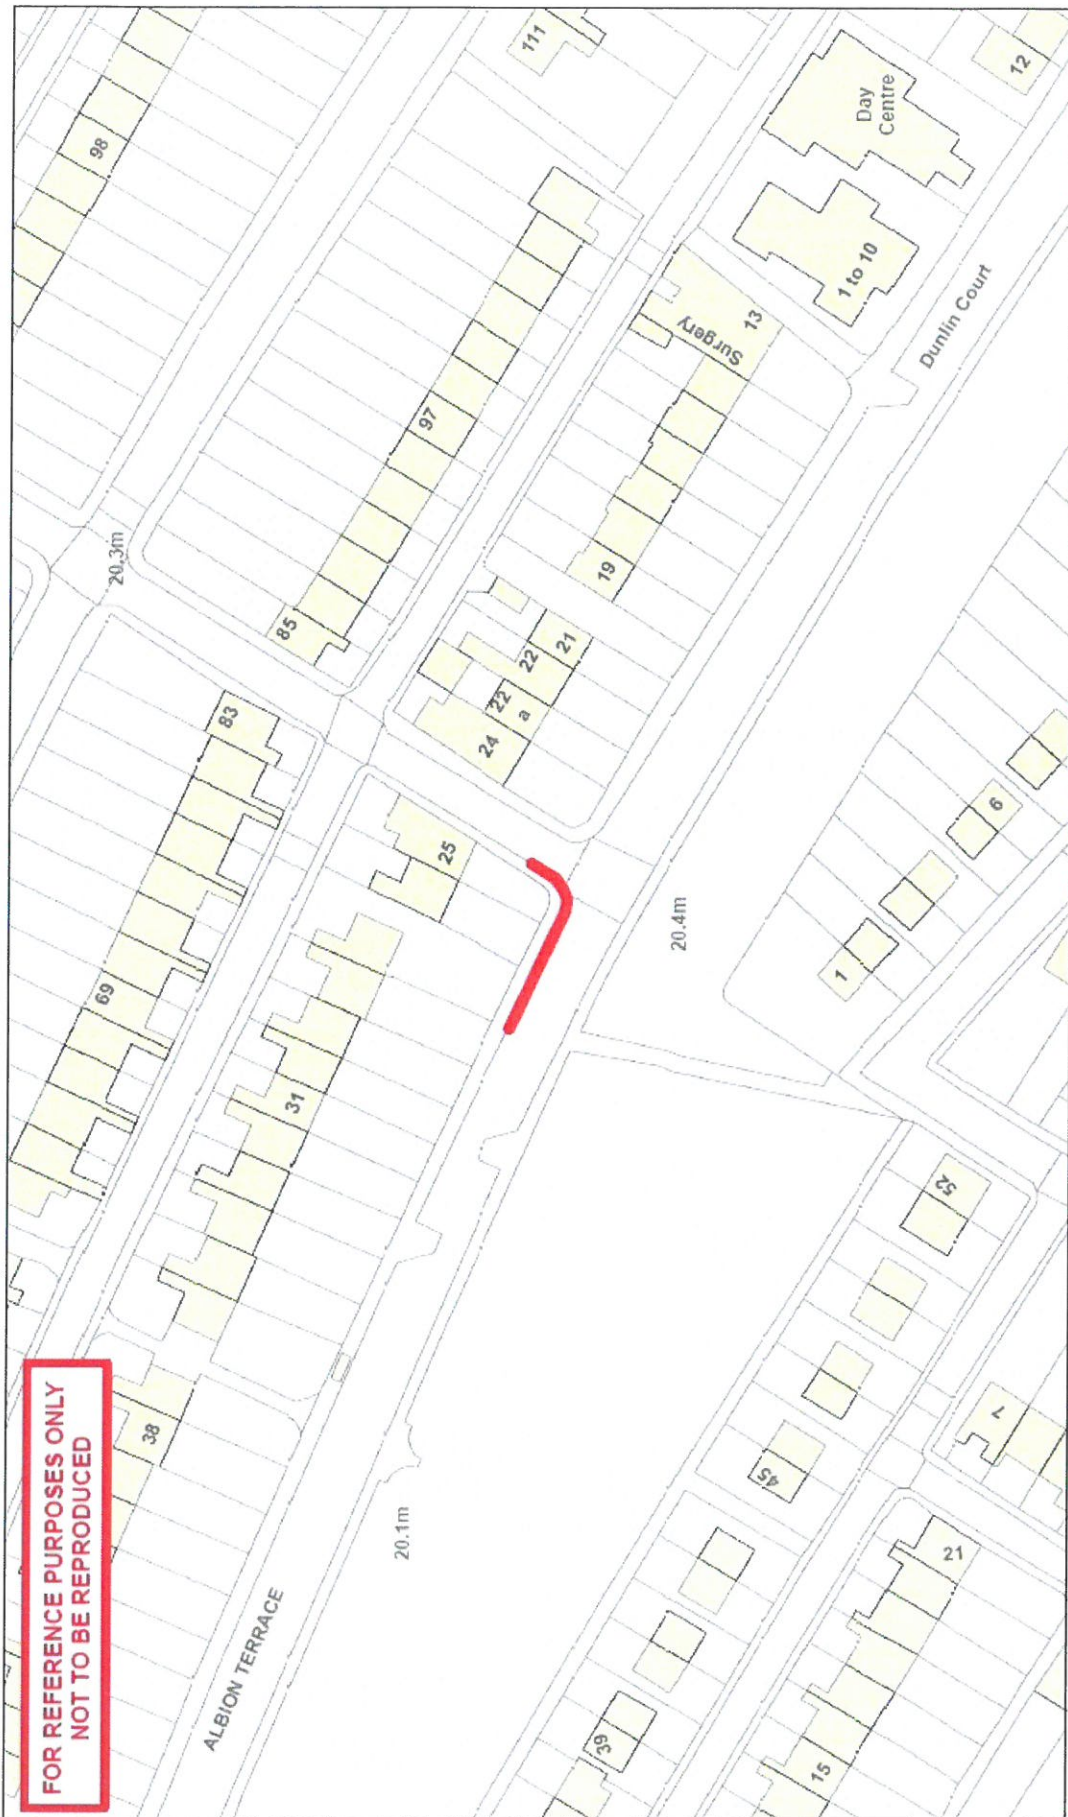 FOR REFERENCE PURPOSES ONLY
NOT TO BE REPRODUCED
98
111
Day
Centre
12
20.3m
97
1 to 10
Surgery
13
Dunlin Court
85
83
19
21
22
22
a
24
25
69
31
20.4m
6
1
38
52
45
7
20.1m
ALBION TERRACE
39
21
15